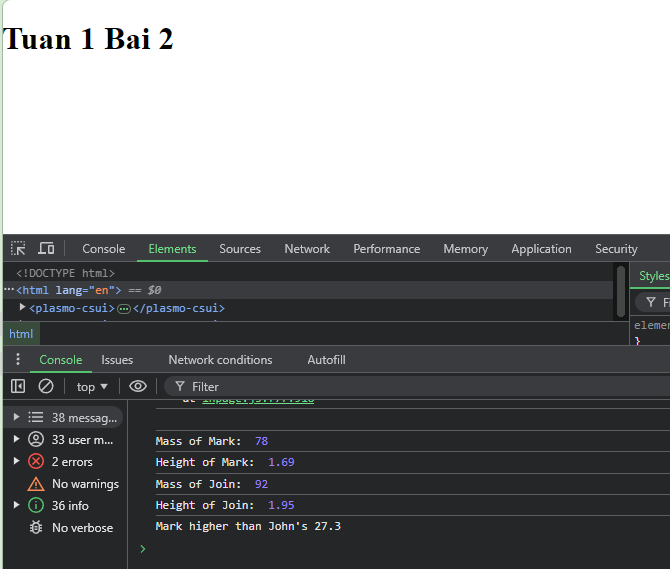 Tuan 1 Bai 2
Console Elements Sources Network Performance Memory Application Security
<!DOCTYPE html>
Styles
<html lang="en"> == $0
<plasmo-csui> </plasmo-csui>
html
}
Console Issues Network conditions Autofill
top Filter
38 messag...
33 user m...
Mass of Mark: 78
2 errors
Height of Mark: 1.69
No warnings
Mass of Join: 92
36 info
Height of Join: 1.95
No verbose
Mark higher than John's 27.3